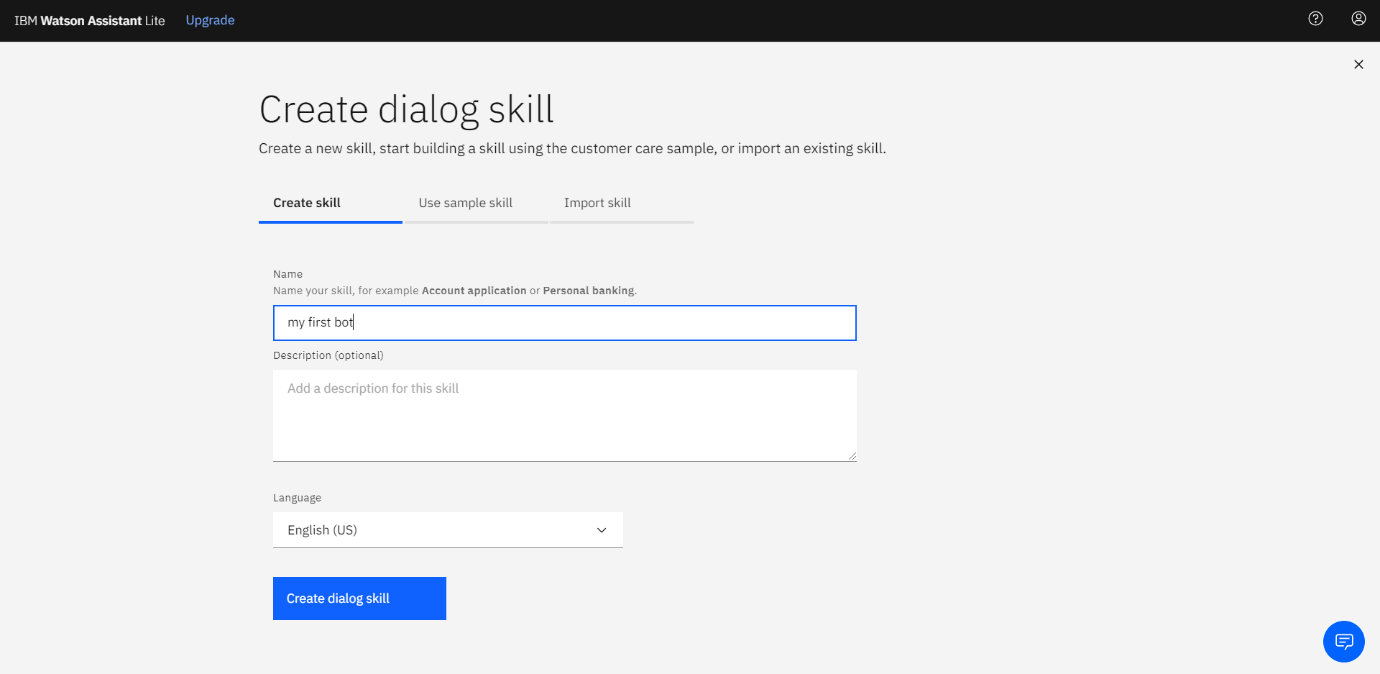 IBM Watson Assistant Lite Upgrade
Create dialog skill
Create a new skill, start building a skill using the customer care sample, or import an existing skill.
Create skill Use sample skill Import skill
Name
Name your skill, for example Account application or Personal banking.
my first bot
Description (optional)
Add a description for this skill
Language
English (US)
Create dialog skill